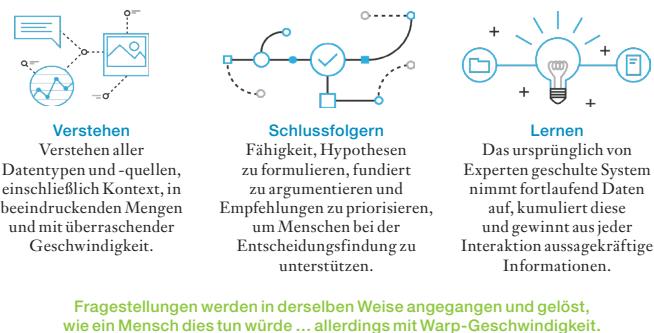 Verstehen
Verstehen aller
Datentypen und -quellen,
einschließlich Kontext, in
beeindruckenden Mengen
und mit überraschender
Geschwindigkeit.
Schlussfolgern
Fähigkeit, Hypothesen
zu formulieren, fundiert
zu argumentieren und
Empfehlungen zu priorisieren,
um Menschen bei der
Entscheidungsfindung zu
unterstützen.
Lernen
Das ursprünglich von
Experten geschulte System
nimmt fortlaufend Daten
auf, kumuliert diese
und gewinnt aus jeder
Interaktion aussagekräftige
Informationen.
Fragestellungen werden in derselben Weise angegangen und gelöst,
wie ein Mensch dies tun würde ... allerdings mit Warp-Geschwindigkeit.